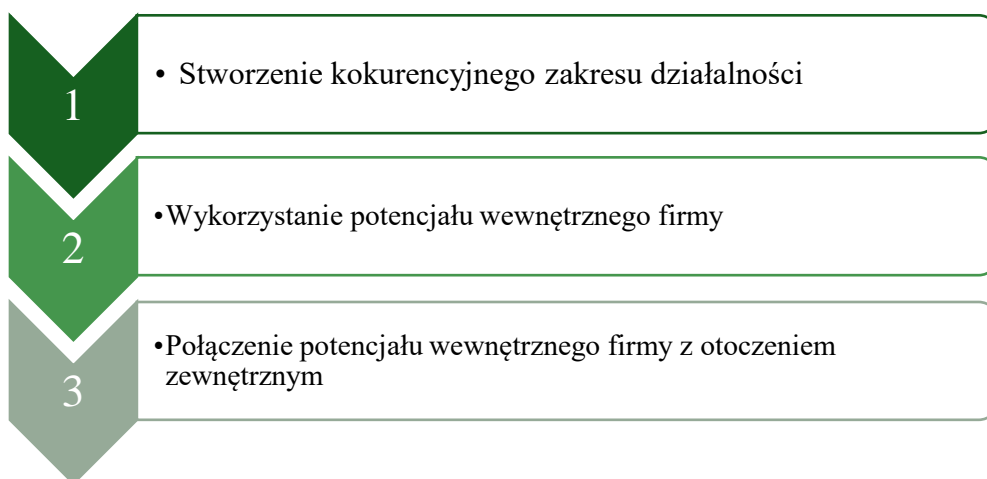 1
• Stworzenie kokurencyjnego zakresu działalności
2
•Wykorzystanie potencjału wewnętrznego firmy
3
•Połączenie potencjału wewnętrznego firmy z otoczeniem
zewnętrznym